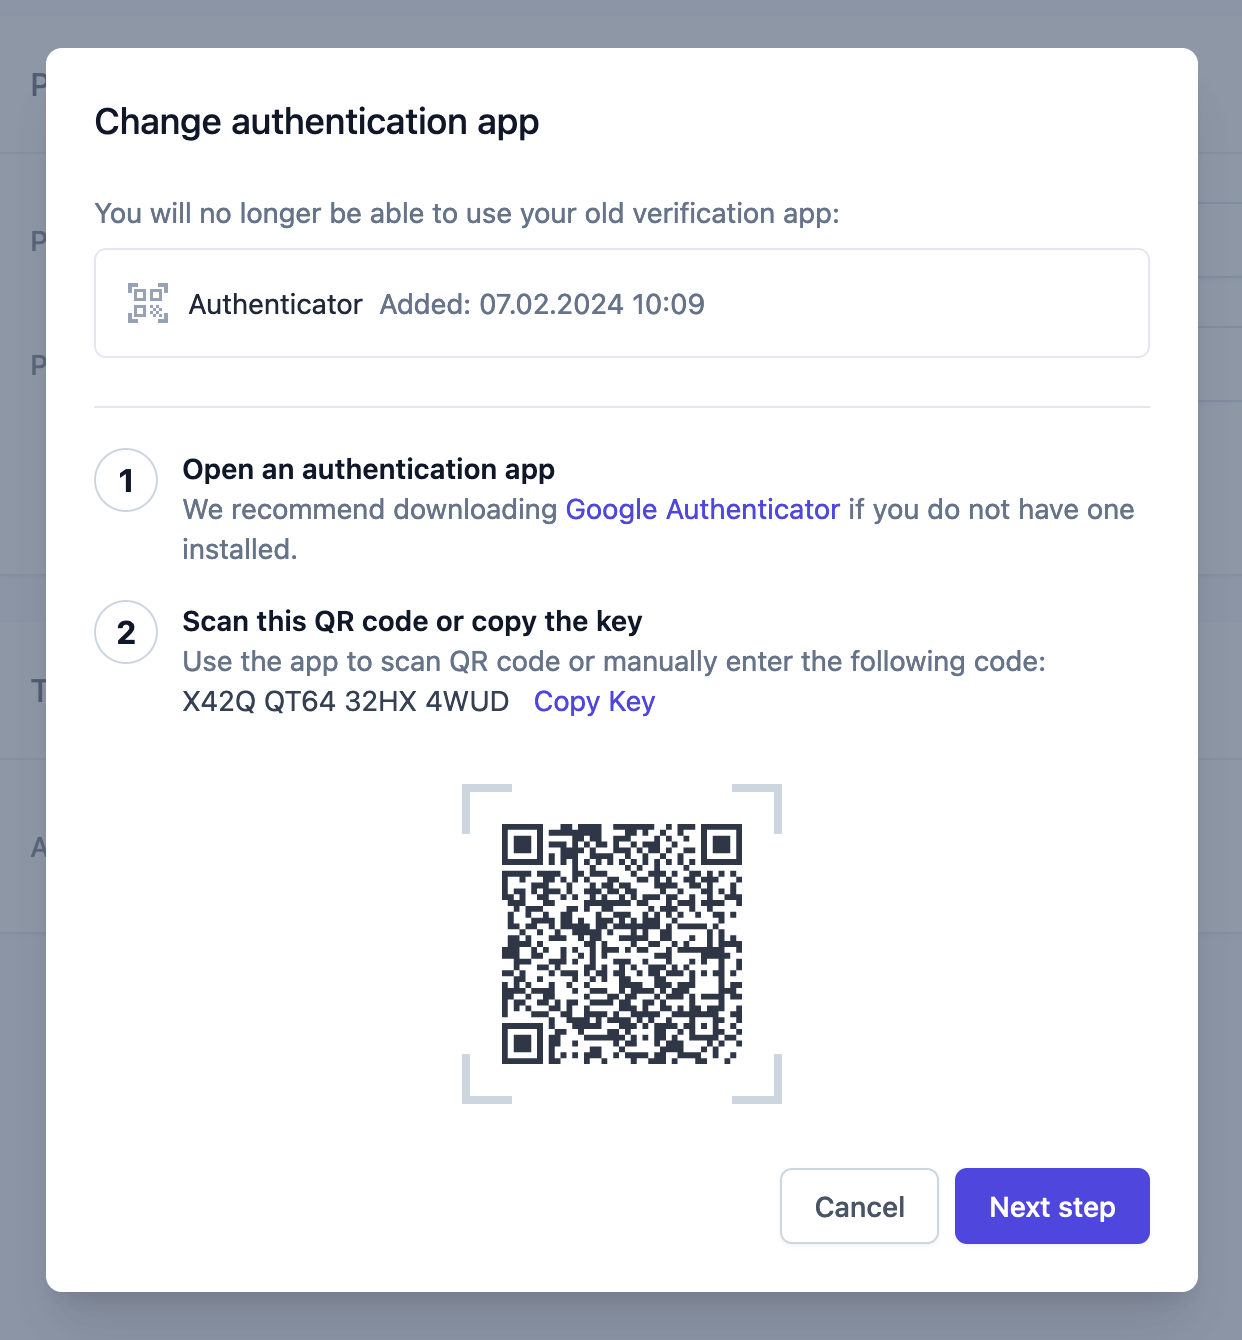 Change authentication app
You will no longer be able to use your old verification app:
Authenticator Added: 07.02.2024 10:09
1
Open an authentication app
We recommend downloading Google Authenticator if you do not have one
installed.
2
Scan this QR code or copy the key
Use the app to scan QR code or manually enter the following code:
X42Q QT64 32HX 4WUD Copy Key
Cancel
Next step